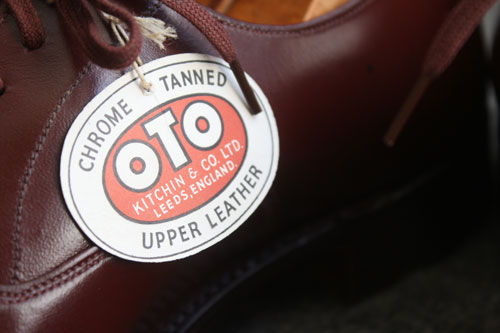 CHROME TANNED
OTO
KITCHIN & CO. LTD.
LEEDS, ENGLAND.
UPPER LEATHER